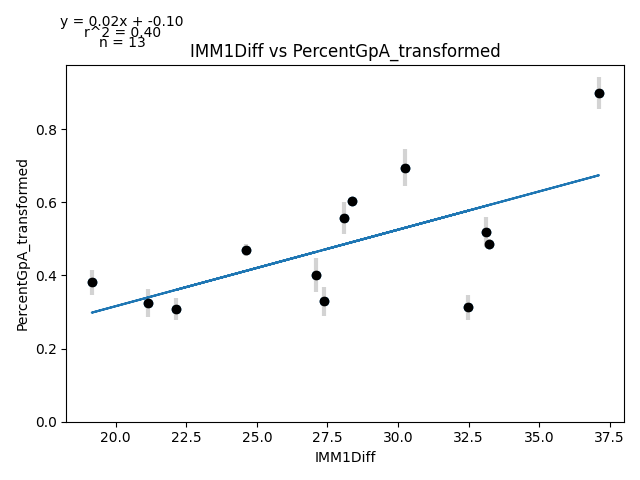 y = 0.02x + -0.10
r^2 = 0.40
n = 13
IMM1Diff vs PercentGpA_transformed
PercentGpA_transformed
0.8
0.6
0.4
0.2
0.0
20.0 22.5 25.0 27.5 30.0 32.5 35.0 37.5
IMM1Diff